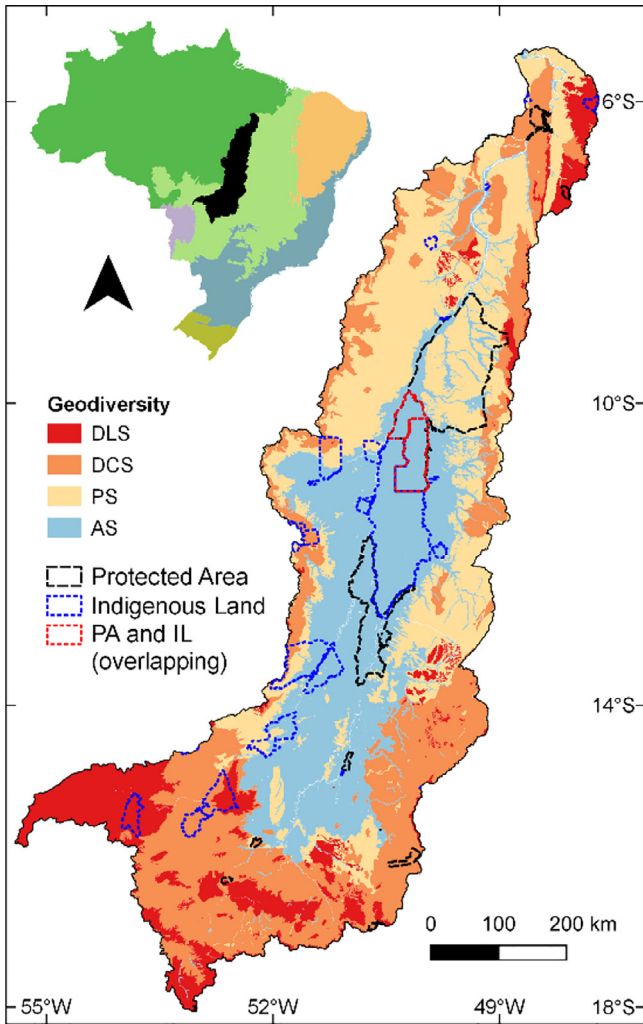 6°S
10°S
Geodiversity
DLS
DCS
PS
AS
Protected Area
Indigenous Land
PA and IL
(overlapping)
14°S
0 100 200 km
55°W 52°W 49°W 18°S